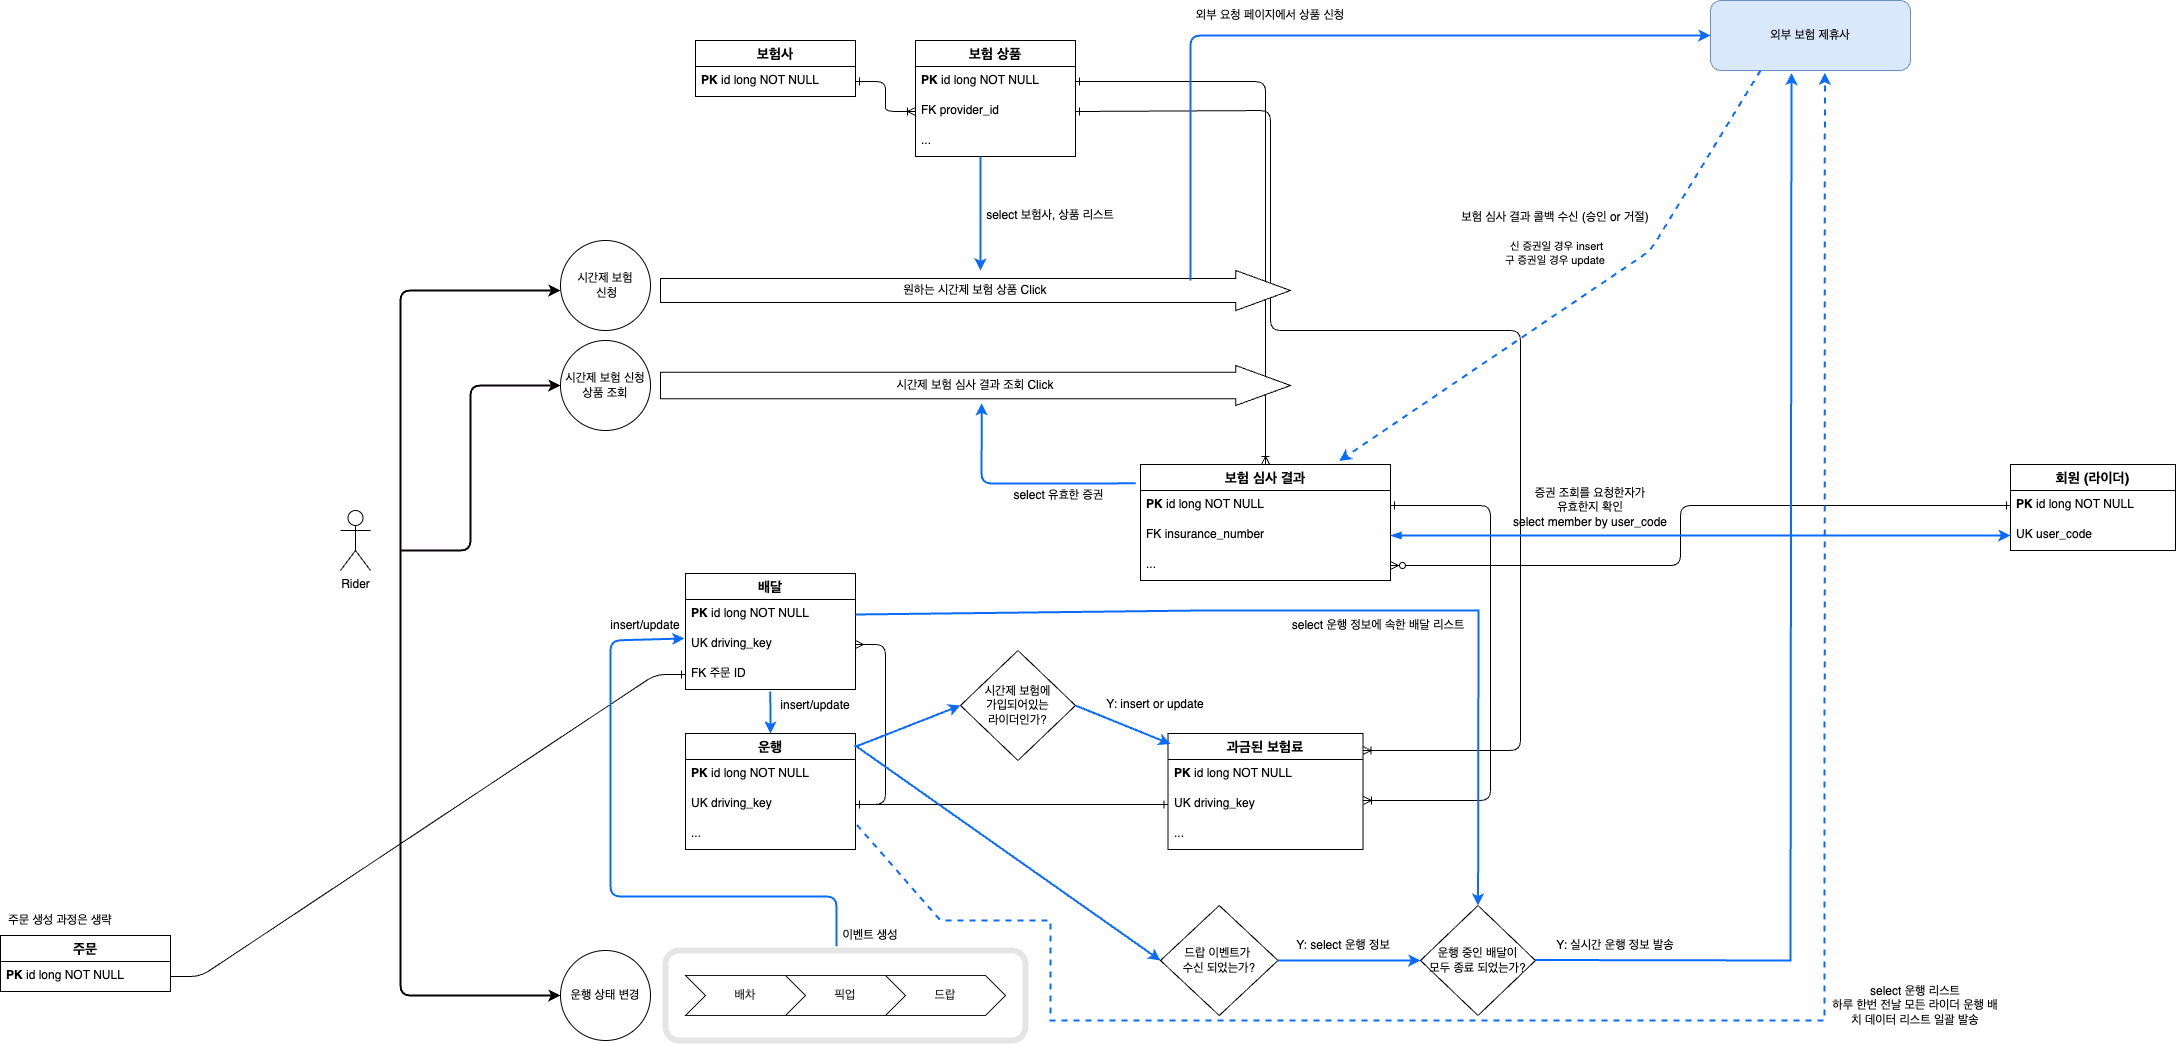 외부 요청 페이지에서 상품 신청
외부 보험 제휴사
보험사
PK id long NOT NULL
보험 상품
PK id long NOT NULL
FK provider_id
...
select 보험사, 상품 리스트
보험 심사 결과 콜백 수신 (승인 or 거절)
신 증권일 경우 insert
구 증권일 경우 update
시간제 보험
신청
원하는 시간제 보험 상품 Click
시간제 보험 신청
상품 조회
시간제 보험 심사 결과 조회 Click
select 유효한 증권
보험 심사 결과
PK id long NOT NULL
FK insurance_number
...
증권 조회를 요청한자가
유효한지 확인
select member by user_code
회원 (라이더)
PK id long NOT NULL
UK user_code
Rider
배달
PK id long NOT NULL
UK driving_key
FK 주문 ID
insert/update
select 운행 정보에 속한 배달 리스트
insert/update
시간제 보험에
가입되어있는
라이더인가?
Y: insert or update
운행
PK id long NOT NULL
UK driving_key
...
과금된 보험료
PK id long NOT NULL
UK driving_key
...
주문 생성 과정은 생략
주문
PK id long NOT NULL
이벤트 생성
운행 상태 변경
배차
픽업
드랍
드랍 이벤트가
수신 되었는가?
Y: select 운행 정보
운행 중인 배달이
모두 종료 되었는가?
Y: 실시간 운행 정보 발송
select 운행 리스트
하루 한번 전날 모든 라이더 운행 배
치 데이터 리스트 일괄 발송